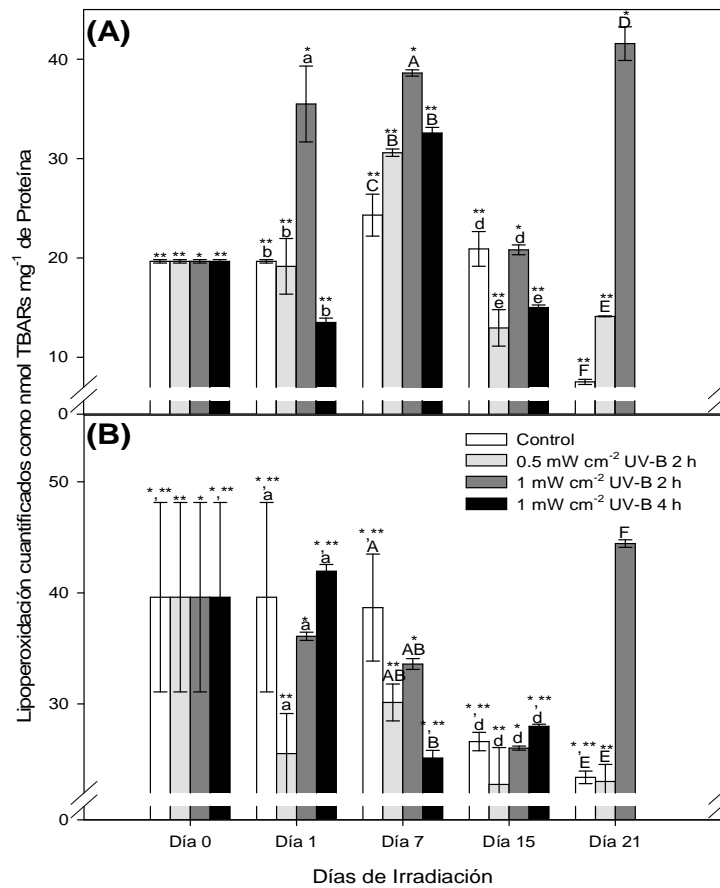 Lipoperoxidación cuantificados como nmol TBARs mg⁻¹ de Proteína
(A)
40
30
20
10
0
** ** * **
** ** * **
b b a b
** ** * **
C B A B
** ** * **
d e d e
** ** *
F E D
(B)
50
40
30
0
Control
0.5 mW cm⁻² UV-B 2 h
1 mW cm⁻² UV-B 2 h
1 mW cm⁻² UV-B 4 h
*,** ** * *,**
*,** ** * *,**
a a a a
*,** ** * *,**
A AB AB B
*,** ** * *,**
d d d d
*,** **
E E F
Día 0 Día 1 Día 7 Día 15 Día 21
Días de Irradiación